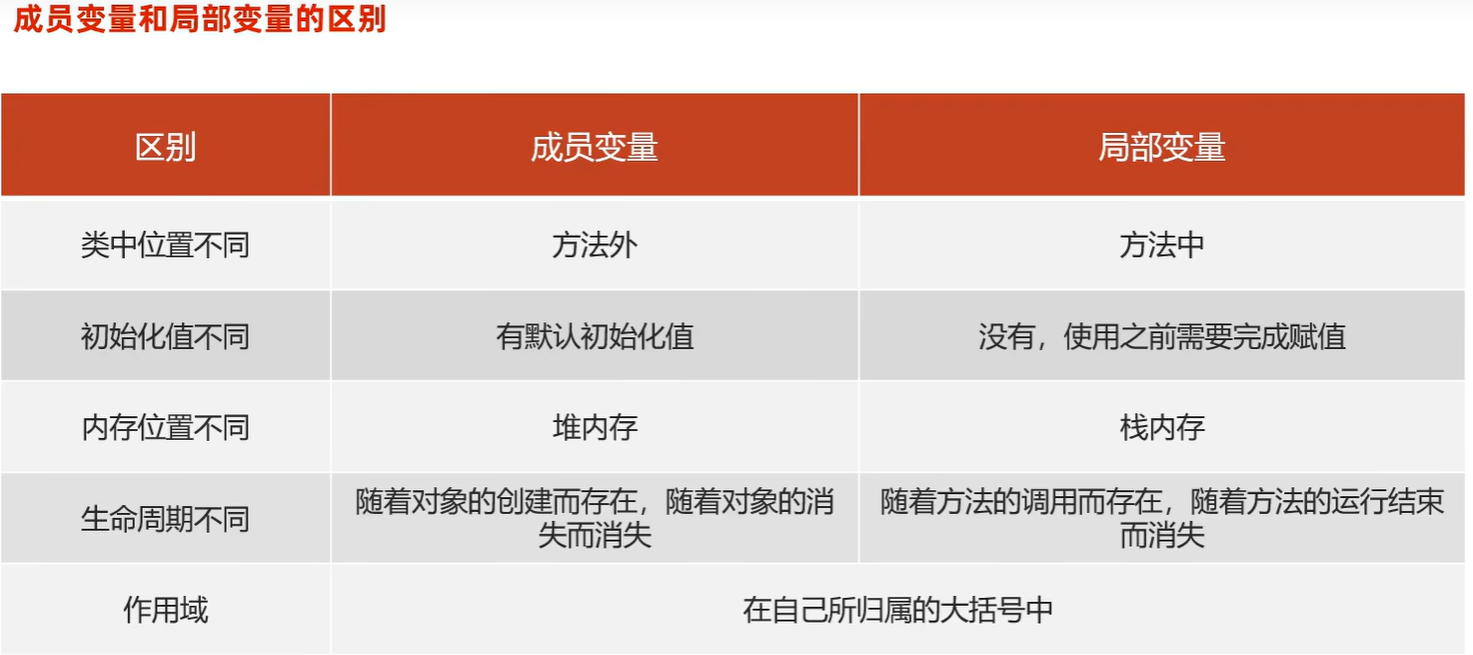 成员变量和局部变量的区别
区别
成员变量
局部变量
类中位置不同
方法外
方法中
初始化值不同
有默认初始化值
没有，使用之前需要完成赋值
内存位置不同
堆内存
栈内存
生命周期不同
随着对象的创建而存在，随着对象的消
失而消失
随着方法的调用而存在，随着方法的运行结束
而消失
作用域
在自己所归属的大括号中